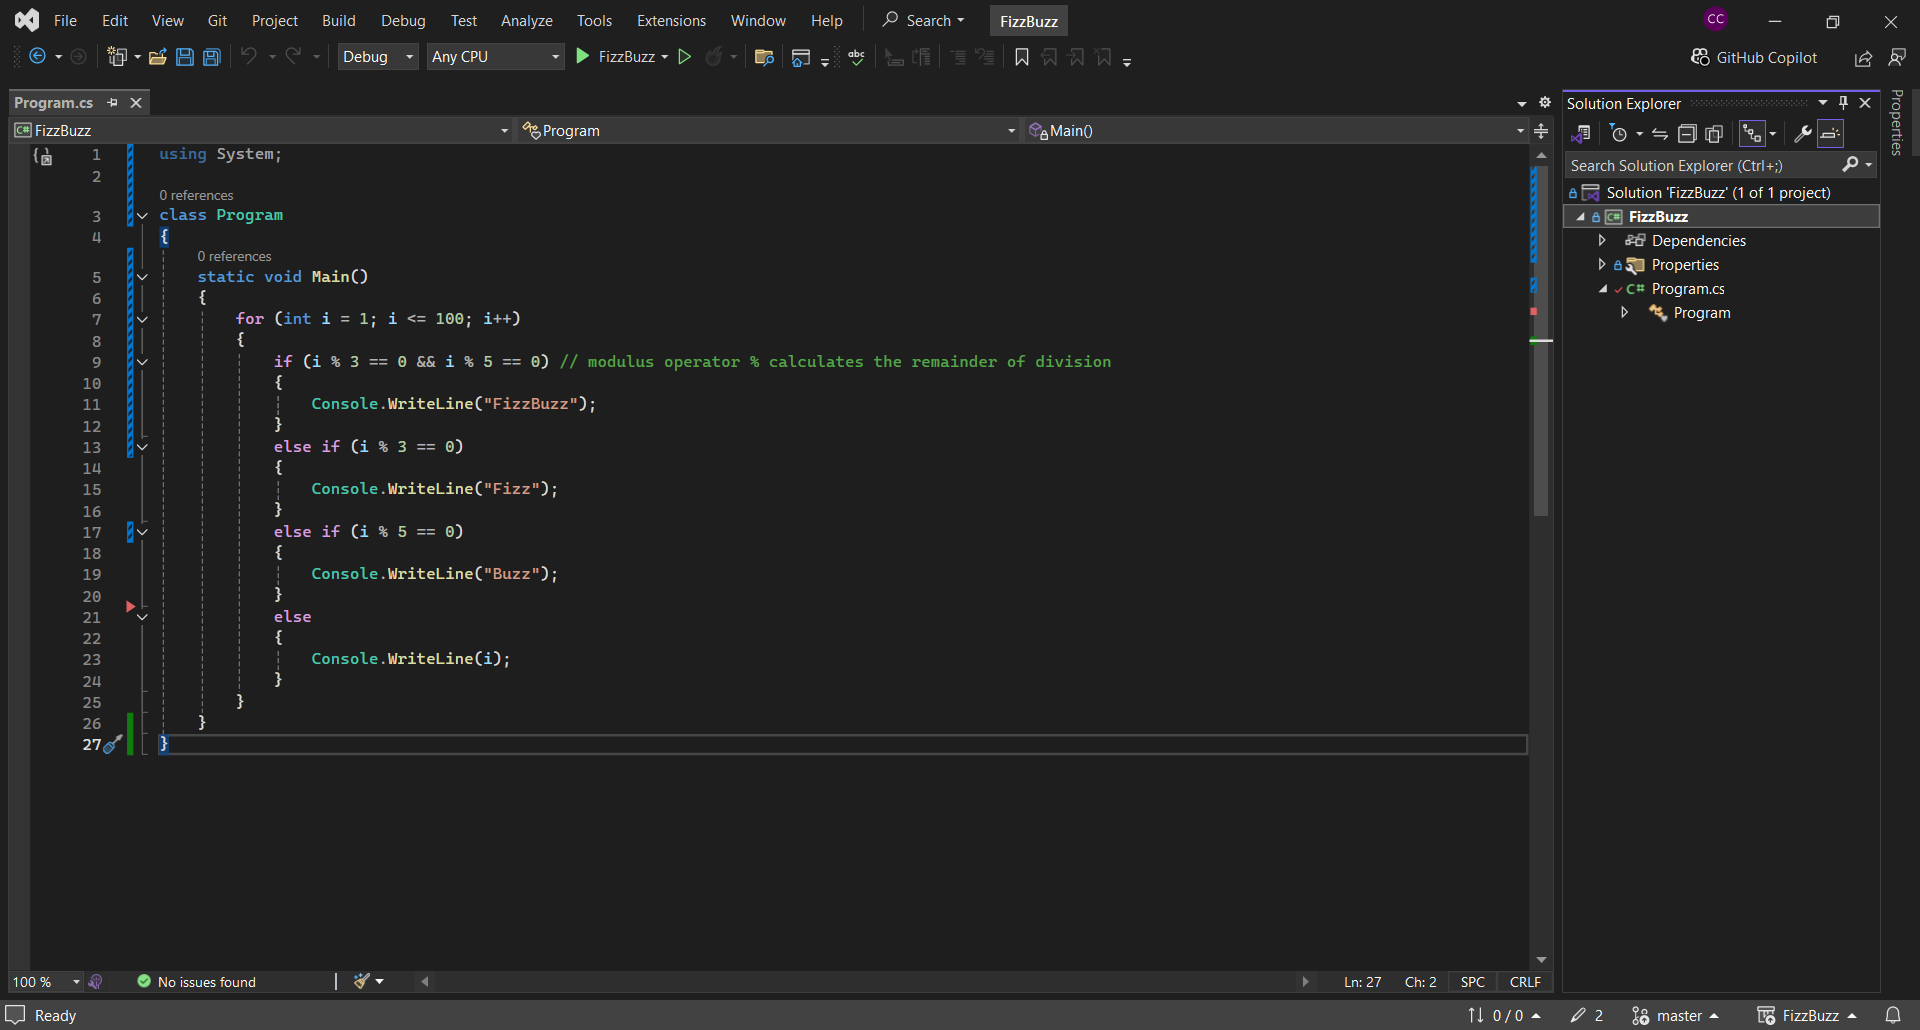 File Edit View Git Project Build Debug Test Analyze Tools Extensions Window Help Search FizzBuzz CC
Debug Any CPU FizzBuzz abc GitHub Copilot
Program.cs
FizzBuzz Program Main()
1 using System;
2
0 references
3 class Program
4 {
0 references
5 static void Main()
6 {
7 for (int i = 1; i <= 100; i++)
8 {
9 if (i % 3 == 0 && i % 5 == 0) // modulus operator % calculates the remainder of division
10 {
11 Console.WriteLine("FizzBuzz");
12 }
13 else if (i % 3 == 0)
14 {
15 Console.WriteLine("Fizz");
16 }
17 else if (i % 5 == 0)
18 {
19 Console.WriteLine("Buzz");
20 }
21 else
22 {
23 Console.WriteLine(i);
24 }
25 }
26 }
27 }
100 % No issues found Ln: 27 Ch: 2 SPC CRLF
Solution Explorer
Search Solution Explorer (Ctrl+;)
Solution 'FizzBuzz' (1 of 1 project)
C# FizzBuzz
Dependencies
Properties
C# Program.cs
Program
Properties
Ready 0 / 0 2 master FizzBuzz